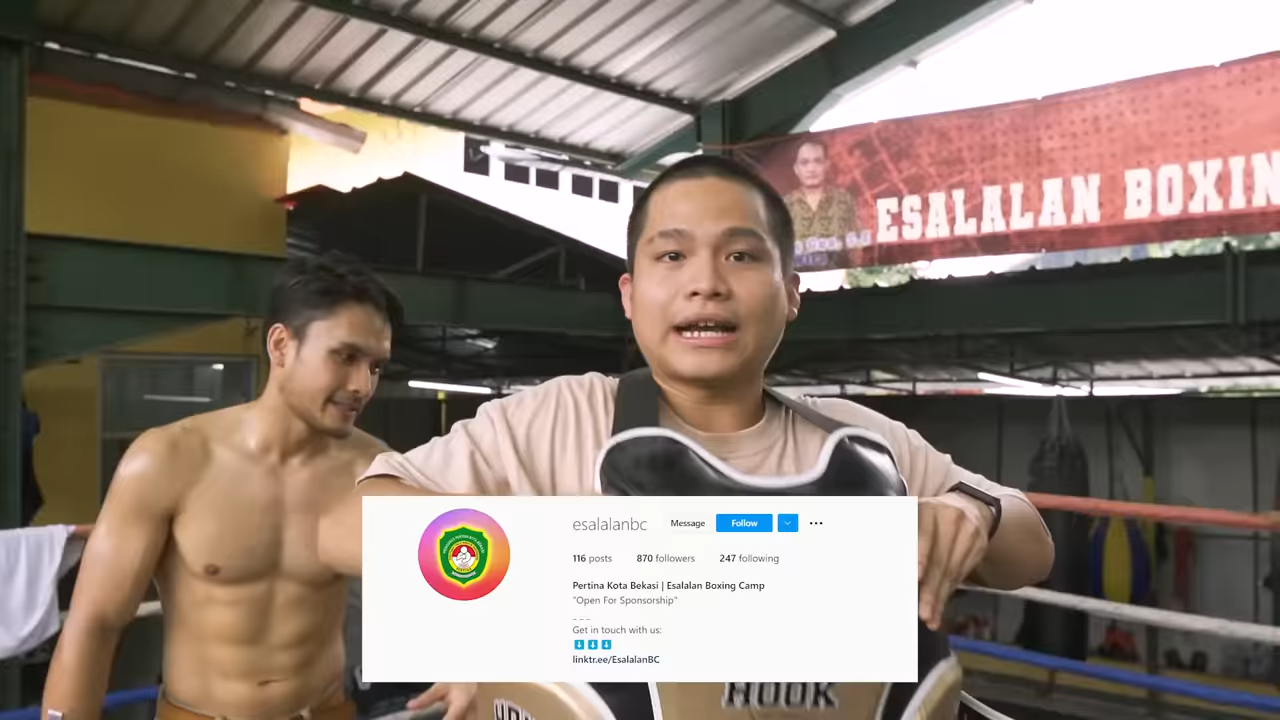 ESALALAN BOXIN
esalalanbc Message Follow
116 posts 870 followers 247 following
Pertina Kota Bekasi | Esalalan Boxing Camp
"Open For Sponsorship"
_ _ _
Get in touch with us:
⬇️⬇️⬇️
linktr.ee/EsalalanBC
HOOK